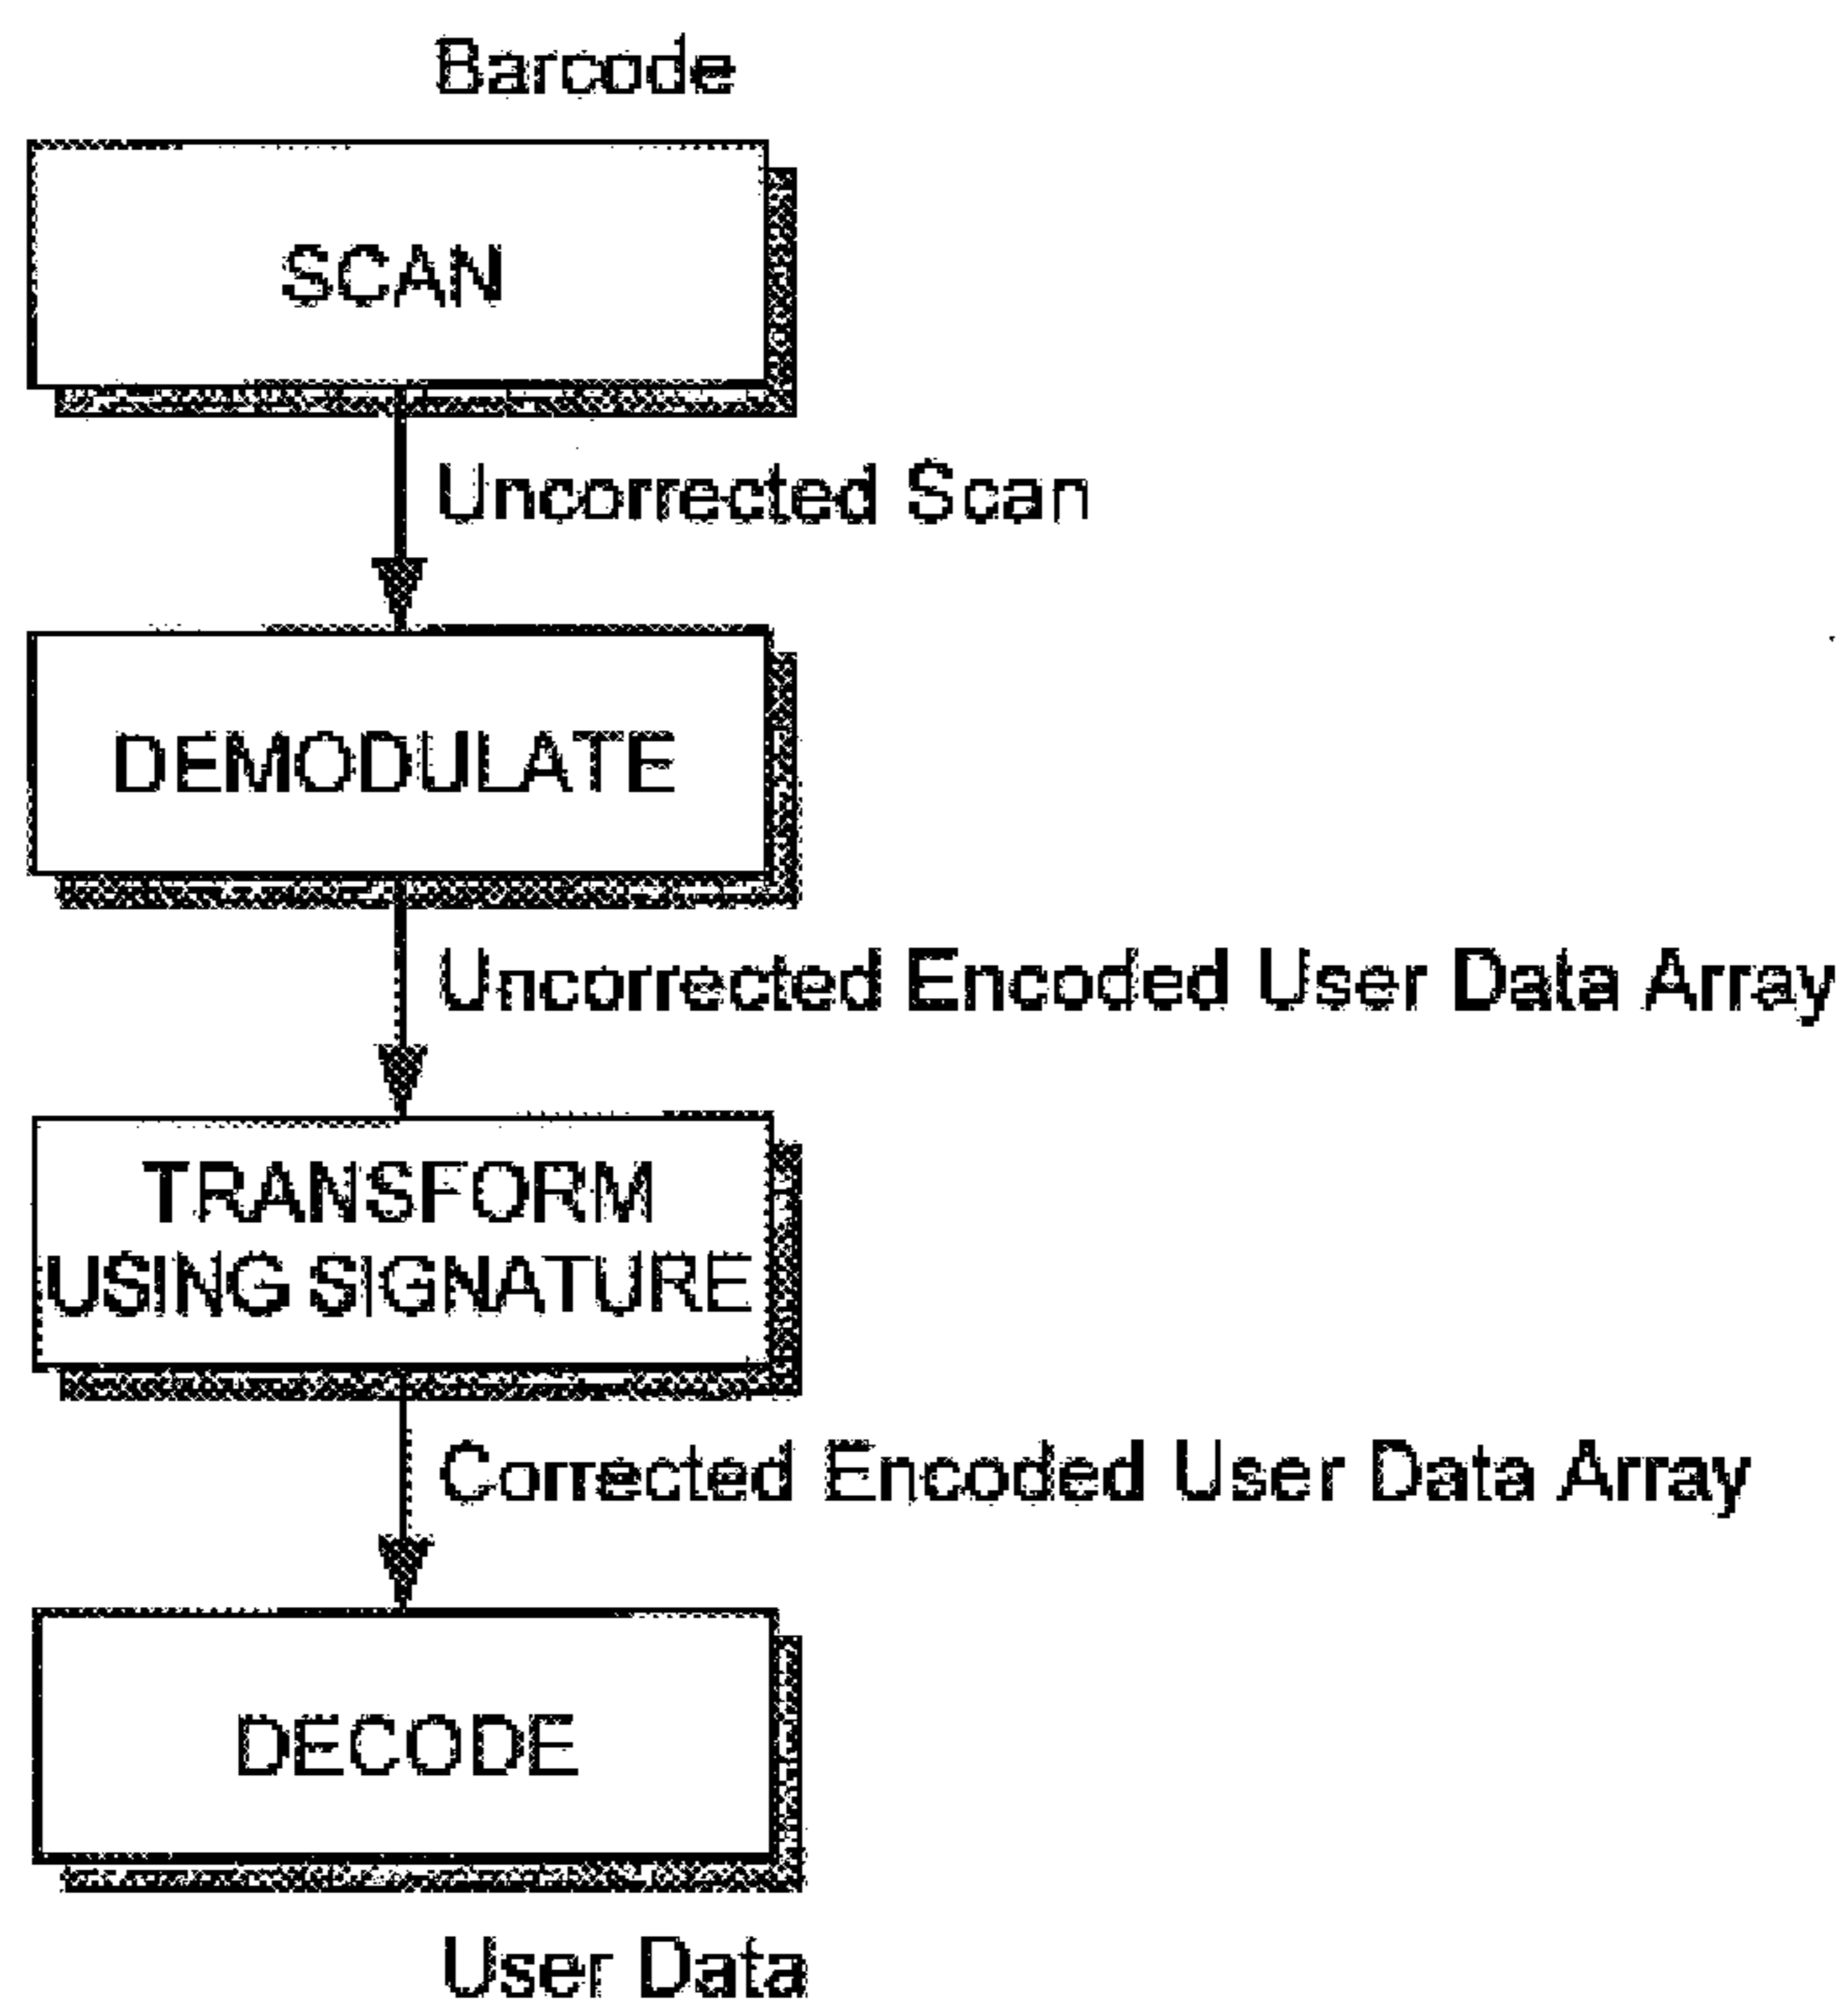 Barcode
SCAN
Uncorrected Scan
DEMODULATE
Uncorrected Encoded User Data Array
TRANSFORM
USING SIGNATURE
Corrected Encoded User Data Array
DECODE
User Data